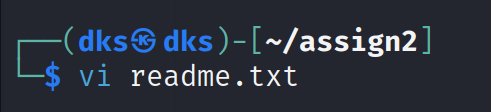 ┌──(dks㉿dks)-[~/assign2]
└─$ vi readme.txt